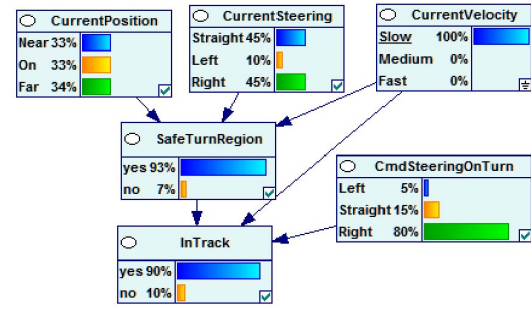 CurrentPosition
Near 33%
On 33%
Far 34%
CurrentSteering
Straight 45%
Left 10%
Right 45%
CurrentVelocity
Slow 100%
Medium 0%
Fast 0%
SafeTurnRegion
yes 93%
no 7%
CmdSteeringOnTurn
Left 5%
Straight 15%
Right 80%
InTrack
yes 90%
no 10%